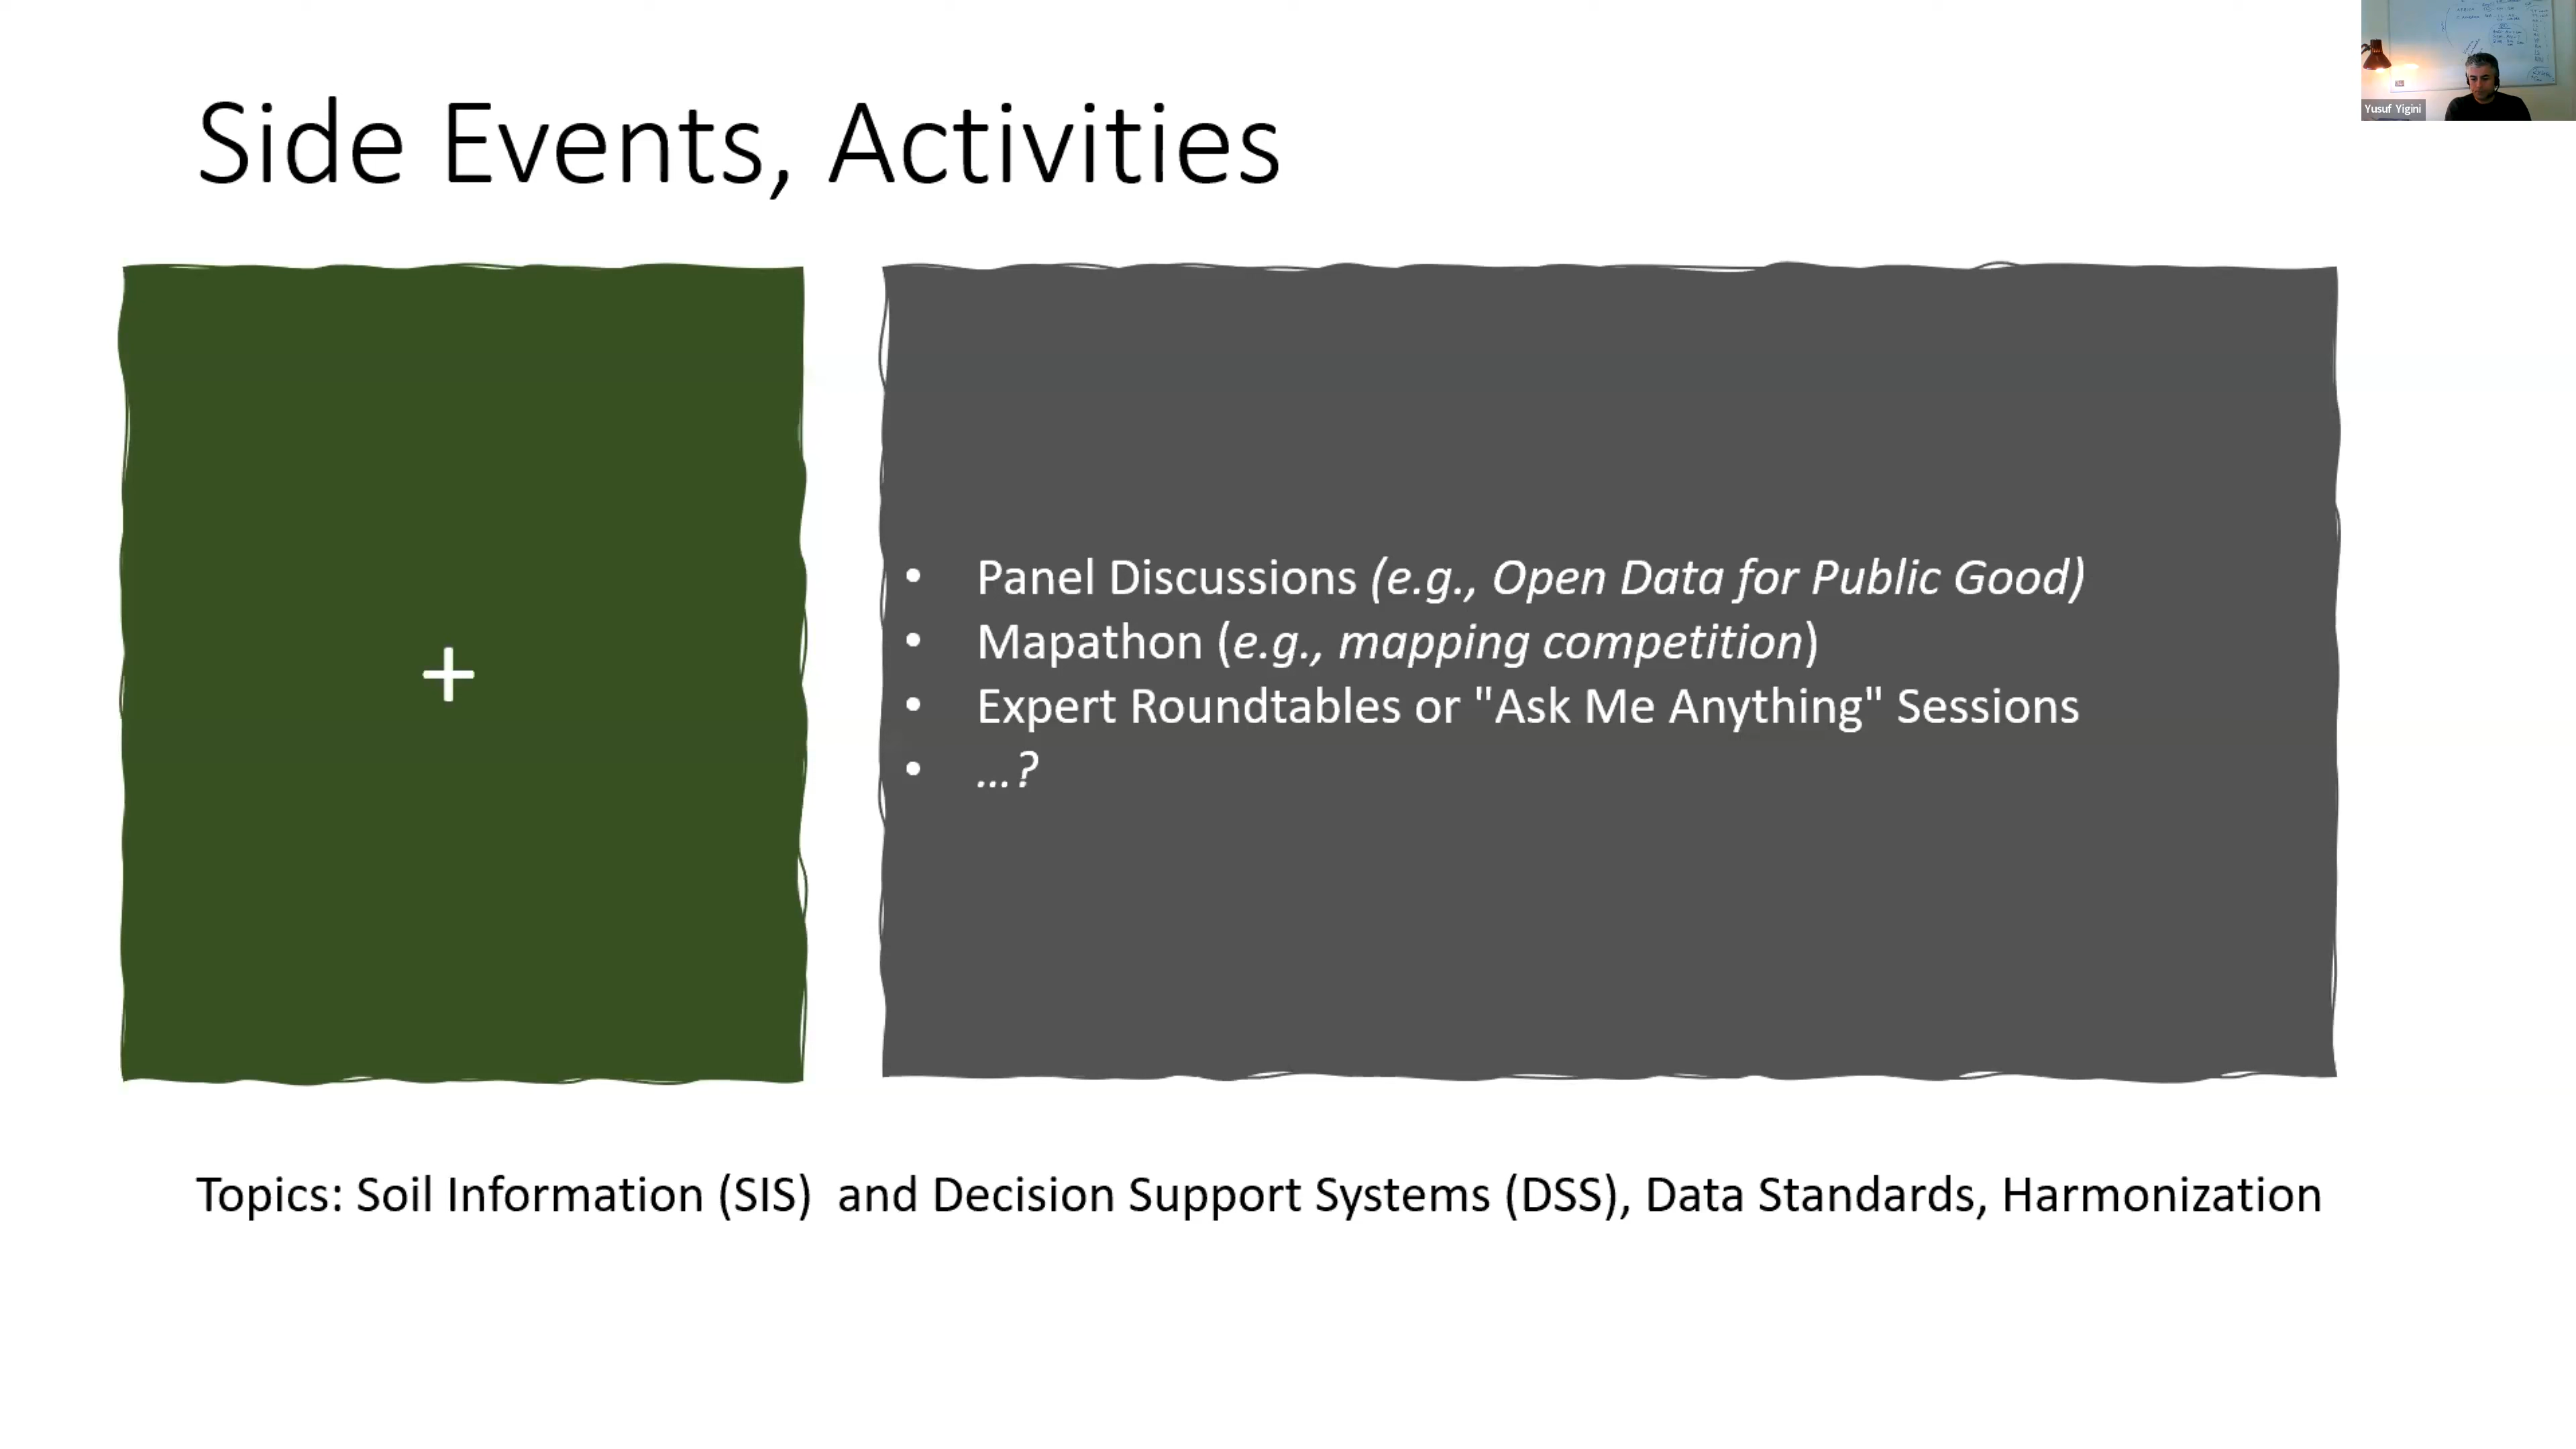 Side Events, Activities
Yusuf Yigini
+
• Panel Discussions (e.g., Open Data for Public Good)
• Mapathon (e.g., mapping competition)
• Expert Roundtables or "Ask Me Anything" Sessions
• ...?
Topics: Soil Information (SIS)  and Decision Support Systems (DSS), Data Standards, Harmonization